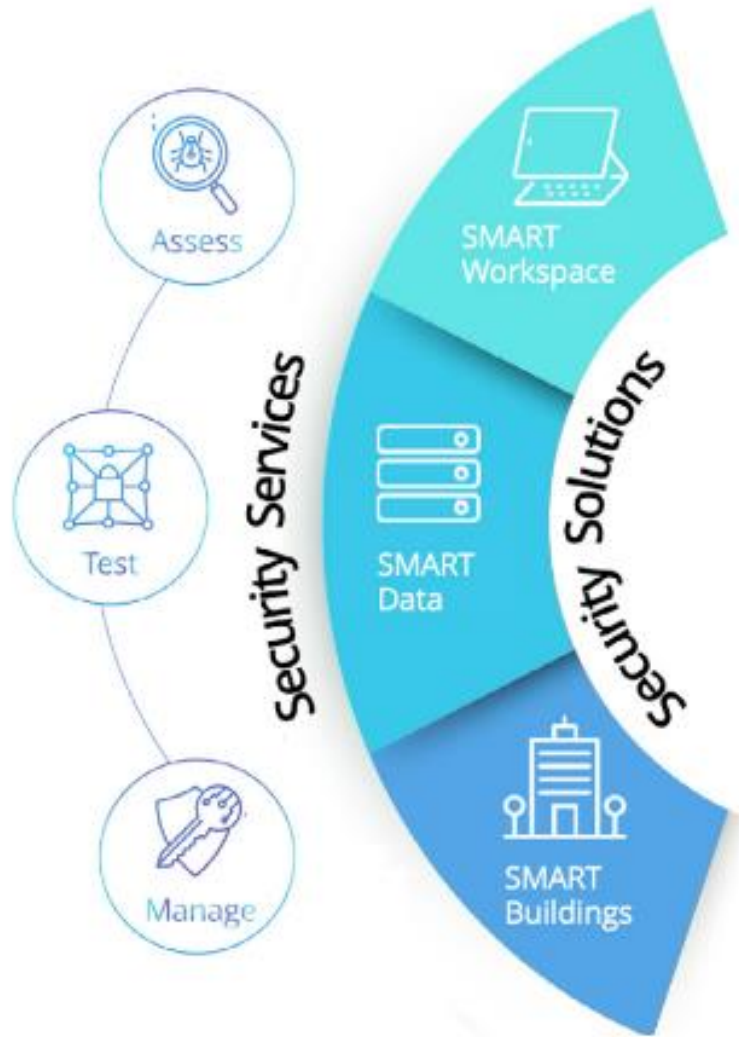 Assess
Test
Manage
Security Services
SMART
Workspace
SMART
Data
SMART
Buildings
Security Solutions